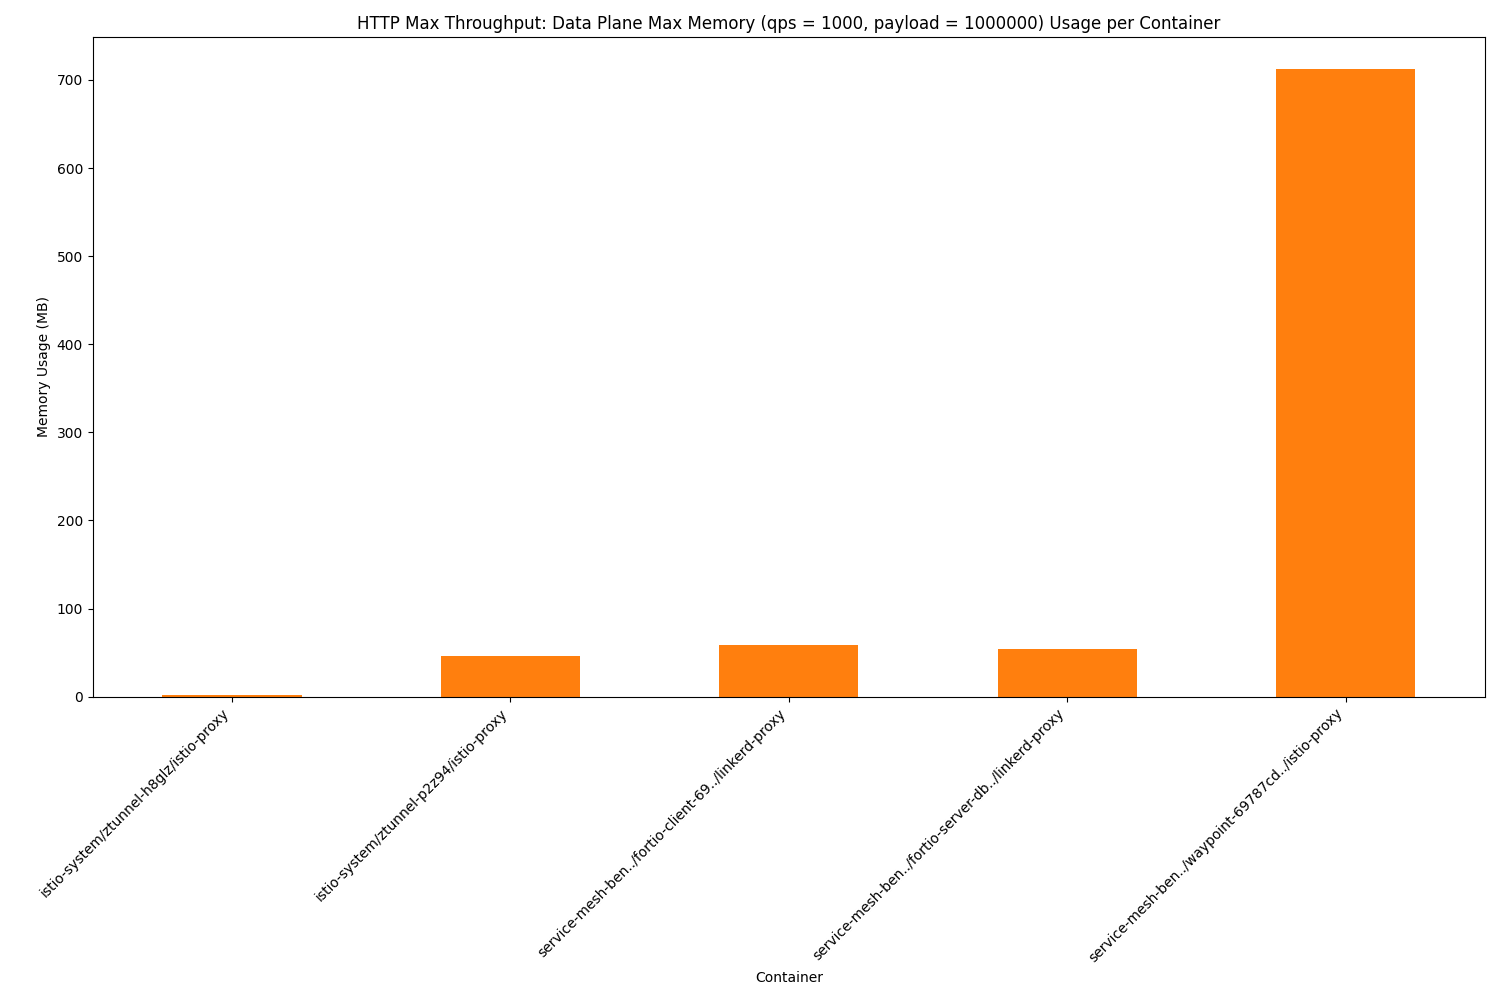 HTTP Max Throughput: Data Plane Max Memory (qps = 1000, payload = 1000000) Usage per Container
700
600
500
400
300
200
100
0
Memory Usage (MB)
istio-system/ztunnel-h8glz/istio-proxy
istio-system/ztunnel-p2z94/istio-proxy
service-mesh-ben../fortio-client-69../linkerd-proxy
service-mesh-ben../fortio-server-db../linkerd-proxy
service-mesh-ben../waypoint-69787cd../istio-proxy
Container